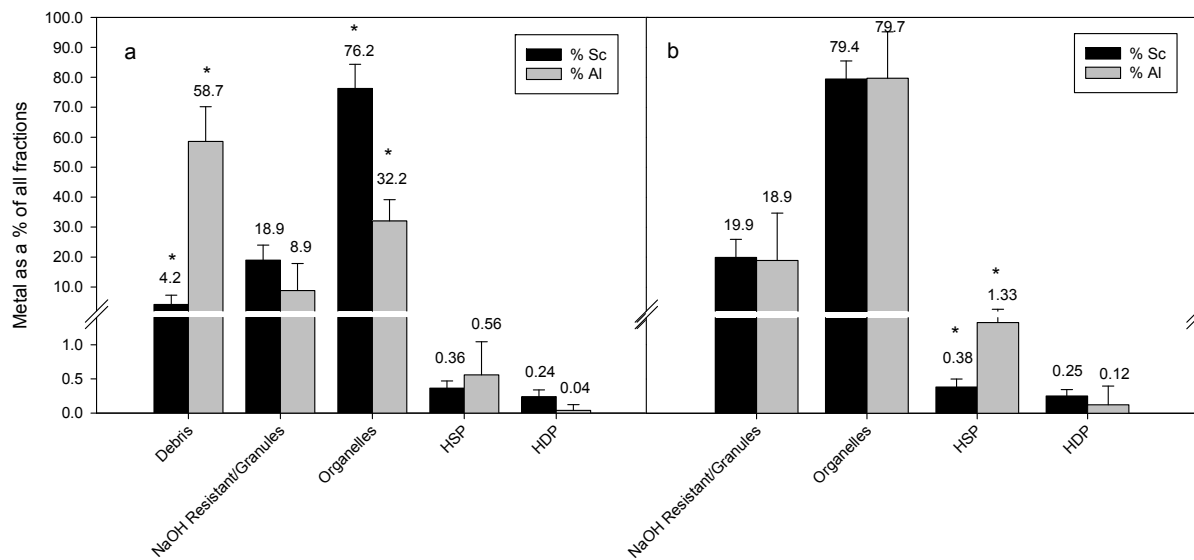 Metal as a % of all fractions
100.0
90.0
80.0
70.0
60.0
50.0
40.0
30.0
20.0
10.0
1.0
0.5
0.0
a
% Sc
% Al
*
4.2
*
58.7
18.9
8.9
*
76.2
*
32.2
0.36
0.56
0.24
0.04
Debris
NaOH Resistant/Granules
Organelles
HSP
HDP
b
% Sc
% Al
19.9
18.9
79.4
79.7
*
0.38
*
1.33
0.25
0.12
NaOH Resistant/Granules
Organelles
HSP
HDP